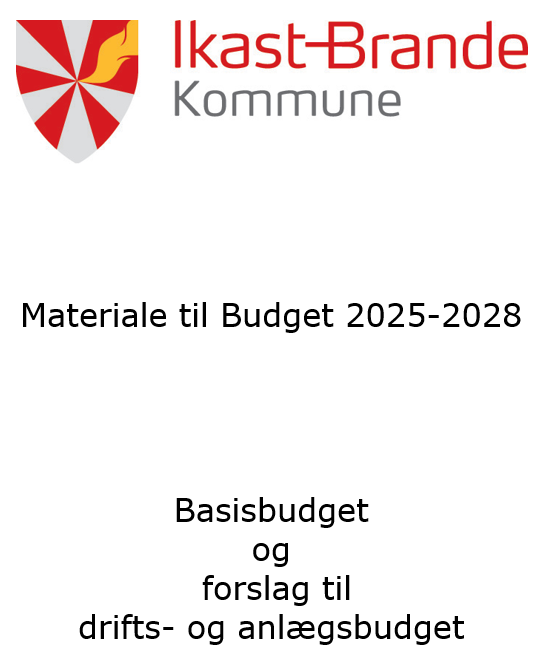 Ikast-Brande
Kommune
Materiale til Budget 2025-2028
Basisbudget
og
forslag til
drifts- og anlægsbudget